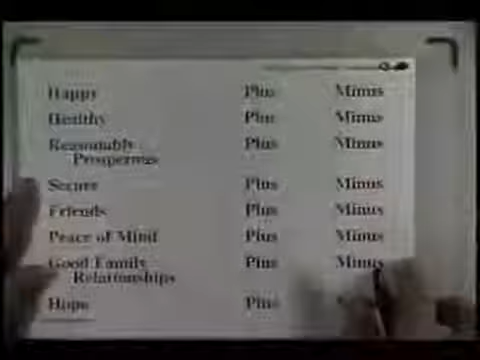 Happy Plus Minus
Healthy Plus Minus
Reasonably Plus Minus
Prosperous
Secure Plus Minus
Friends Plus Minus
Peace of Mind Plus Minus
Good Family Plus Minus
Relationships
Hope Plus